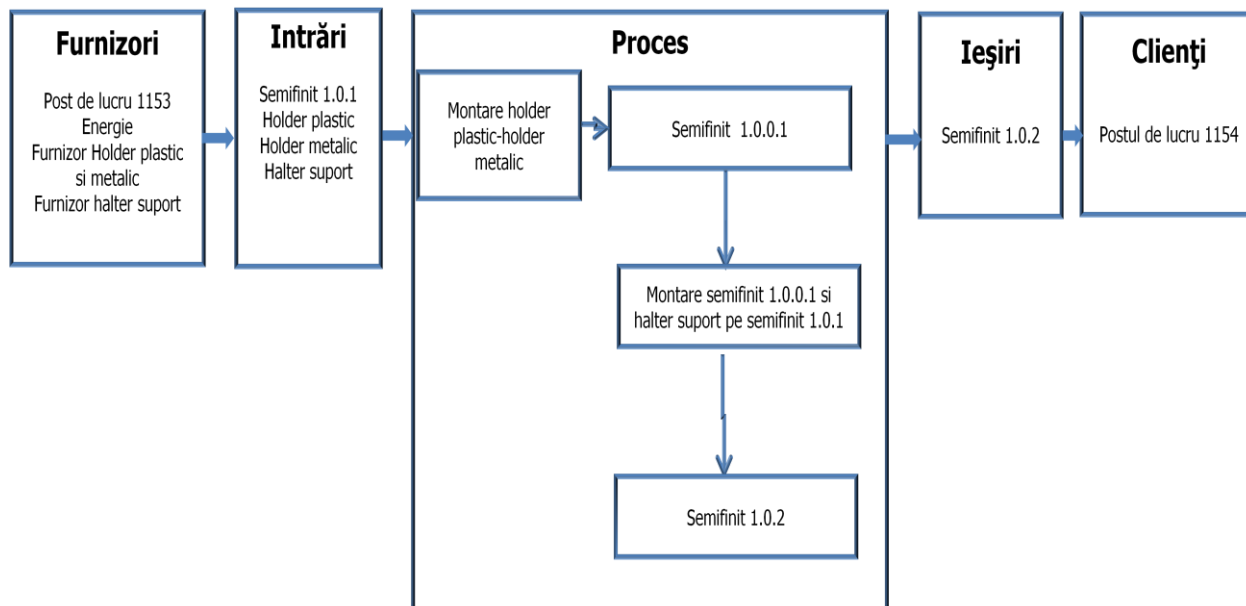 Furnizori
Post de lucru 1153
Energie
Furnizor Holder plastic
si metalic
Furnizor halter suport
Intrări
Semifinit 1.0.1
Holder plastic
Holder metalic
Halter suport
Proces
Montare holder
plastic-holder
metalic
Semifinit 1.0.0.1
Montare semifinit 1.0.0.1 si
halter suport pe semifinit 1.0.1
Semifinit 1.0.2
Ieşiri
Semifinit 1.0.2
Clienţi
Postul de lucru 1154